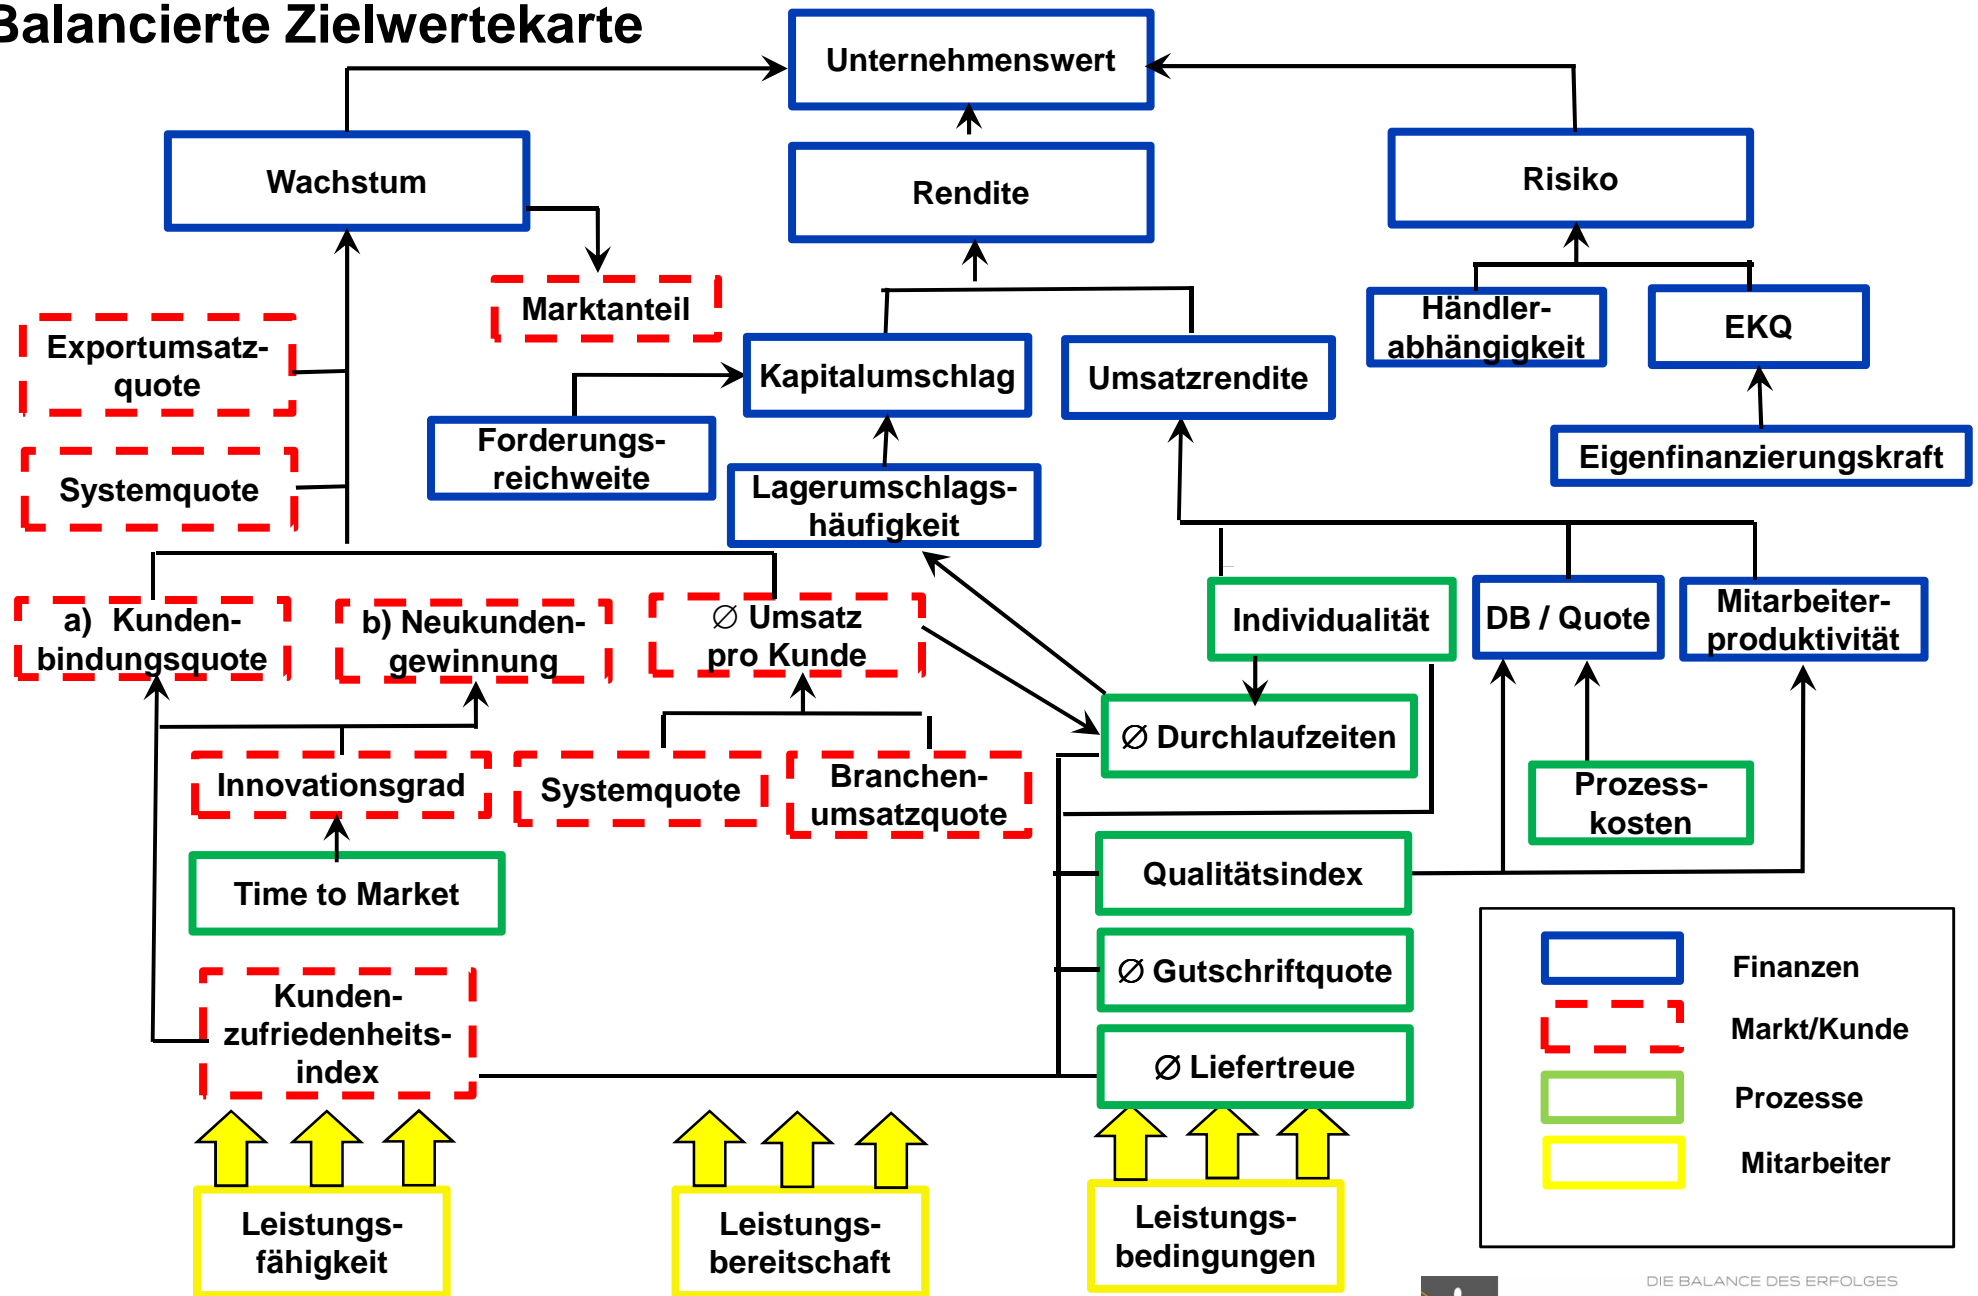 Balancierte Zielwertekarte
Unternehmenswert
Wachstum
Rendite
Risiko
Marktanteil
Händler-
abhängigkeit
EKQ
Exportumsatz-
quote
Kapitalumschlag
Umsatzrendite
Forderungs-
reichweite
Eigenfinanzierungskraft
Systemquote
Lagerumschlags-
häufigkeit
a) Kunden-
bindungsquote
b) Neukunden-
gewinnung
∅ Umsatz
pro Kunde
Individualität
DB / Quote
Mitarbeiter-
produktivität
∅ Durchlaufzeiten
Innovationsgrad
Systemquote
Branchen-
umsatzquote
Prozess-
kosten
Time to Market
Qualitätsindex
∅ Gutschriftquote
Kunden-
zufriedenheits-
index
∅ Liefertreue
Finanzen
Markt/Kunde
Prozesse
Mitarbeiter
Leistungs-
fähigkeit
Leistungs-
bereitschaft
Leistungs-
bedingungen
DIE BALANCE DES ERFOLGES